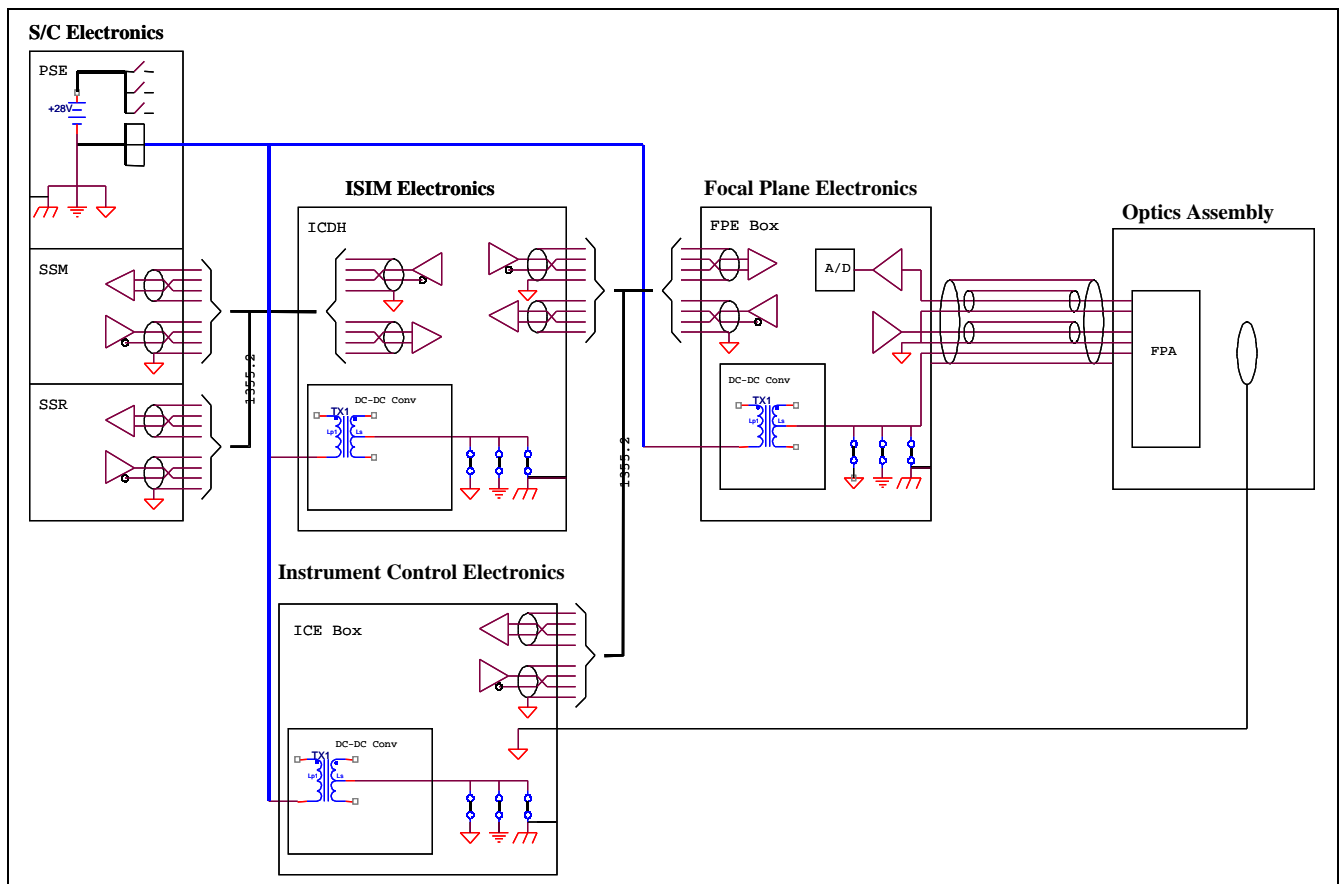 S/C Electronics
PSE
+28V
ISIM Electronics
Focal Plane Electronics
Optics Assembly
ICDH
FPE Box
SSM
A/D
1355.2
FPA
SSR
DC-DC Conv
TX1
Lp1
Ls
DC-DC Conv
TX1
Lp1
Ls
1355.2
Instrument Control Electronics
ICE Box
DC-DC Conv
TX1
Lp1
Ls